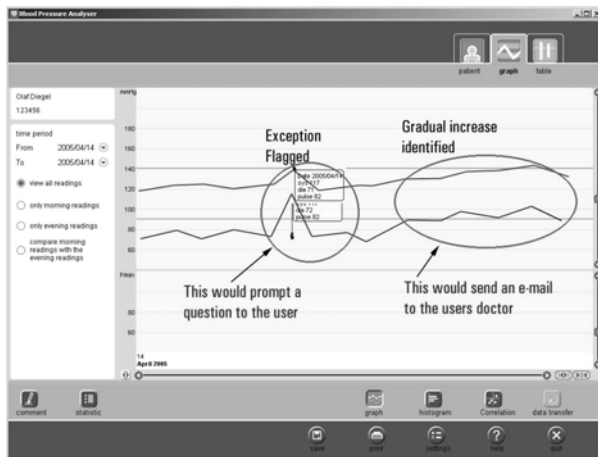 Blood Pressure Analyser
patient
graph
table
Olaf Diegel
123456
time period
From 2005/04/14
To 2005/04/14
view all readings
only morning readings
only evening readings
compare morning
readings with the
evening readings
mmHg
180
160
140
120
100
80
60
P/min
80
60
14
April 2005
Exception
Flagged
Gradual increase
identified
date 2005/04/14
sys 117
dia 71
pulse 82
dia 72
pulse 82
This would prompt a
question to the user
This would send an e-mail
to the users doctor
comment
statistic
graph
histogram
Correlation
data transfer
save
print
settings
help
quit